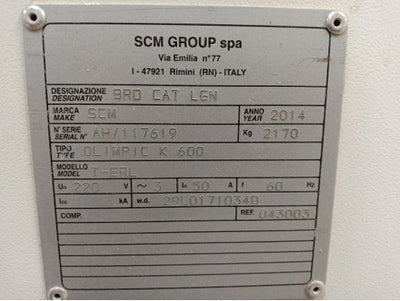 SCM GROUP spa
Via Emilia n°77
I - 47921 Rimini (RN) - ITALY
DESIGNAZIONE
DESIGNATION BRD CAT LGN
MARCA
MAKE SCM ANNO
YEAR 2014
N° SERIE
SERIAL N° AH/117619 Kg 2170
TIPO
TYPE OLIMPIC K 600
MODELLO
MODEL T-ERL
Un 220 V ~ 3 In 50 A f 60 Hz
Icc kA w.d. 29L0171034B
COMP. REF. 043003